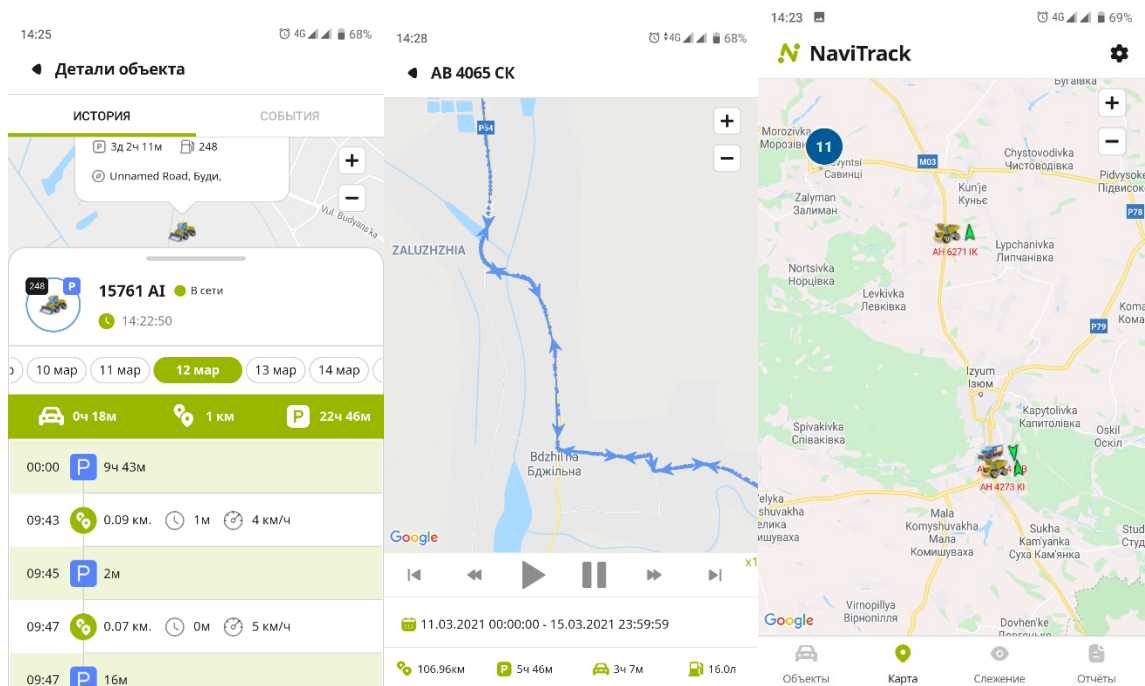 14:25
4G 68%
Детали объекта
ИСТОРИЯ
СОБЫТИЯ
P 3д 2ч 11м 248
Unnamed Road, Буди,
+
−
Vul. Budyans'ka
248 P
15761 AI В сети
14:22:50
10 мар 11 мар 12 мар 13 мар 14 мар
0ч 18м 1 км P 22ч 46м
00:00 P 9ч 43м
09:43 0.09 км. 1м 4 км/ч
09:45 P 2м
09:47 0.07 км. 0м 5 км/ч
09:47 P 16м
14:28
4G 68%
AB 4065 CK
+
−
P54
ZALUZHZHIA
Bdzhil'na
Бджільна
Google
x1
11.03.2021 00:00:00 - 15.03.2021 23:59:59
106.96км P 5ч 46м 3ч 7м 16.0л
14:23
4G 69%
NaviTrack
+
−
Бугаївка
Morozivka
11
Савинці
M03
Chystovodivka
Чистоводівка
Kun'je
Куньє
Pidvysoke
P78
Zalyman
Залиман
AH 6271 IK
Lypchanivka
Липчанівка
Nortsivka
Норцівка
Levkivka
Левківка
P79
Izyum
Ізюм
Kapytolivka
Капитолівка
Oskil
Оскіл
Spivakivka
Співаківка
AH 4273 KI
Mala
Komyshuvakha
Мала
Комишуваха
Sukha
Kam'yanka
Суха Кам'янка
Virnopillya
Вірнопілля
Dovhen'ke
Google
Объекты
Карта
Слежение
Отчёты